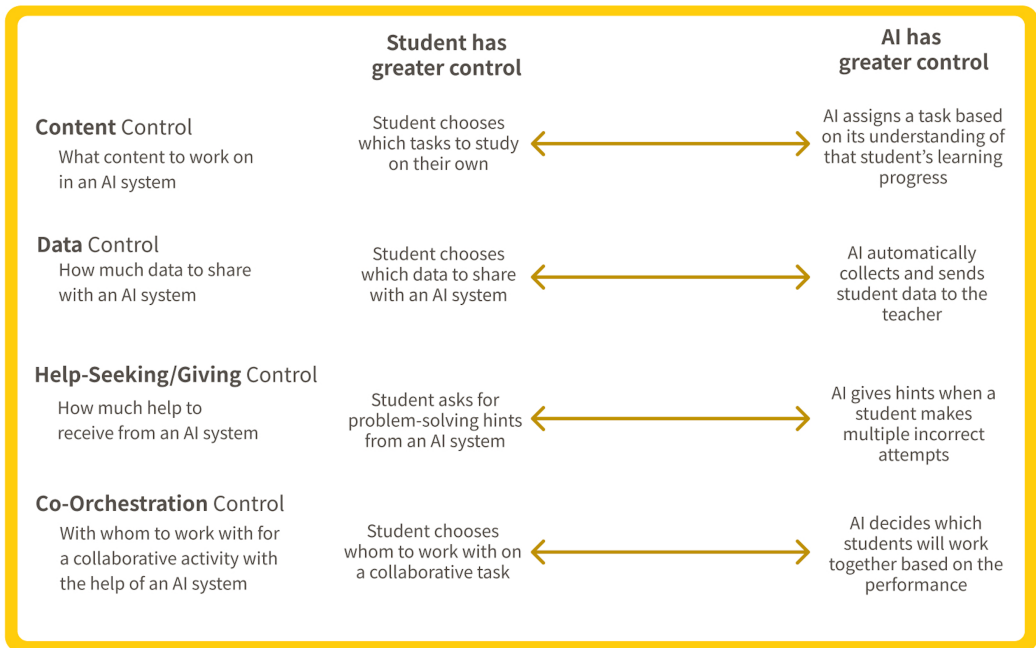 Student has
greater control
AI has
greater control
Content Control
What content to work on
in an AI system
Student chooses
which tasks to study
on their own
AI assigns a task based
on its understanding of
that student's learning
progress
Data Control
How much data to share
with an AI system
Student chooses
which data to share
with an AI system
AI automatically
collects and sends
student data to the
teacher
Help-Seeking/Giving Control
How much help to
receive from an AI system
Student asks for
problem-solving hints
from an AI system
AI gives hints when a
student makes
multiple incorrect
attempts
Co-Orchestration Control
With whom to work with for
a collaborative activity with
the help of an AI system
Student chooses
whom to work with on
a collaborative task
AI decides which
students will work
together based on the
performance